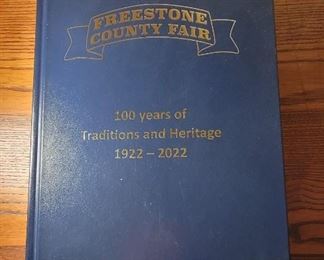 FREESTONE
COUNTY FAIR
100 years of
Traditions and Heritage
1922 – 2022